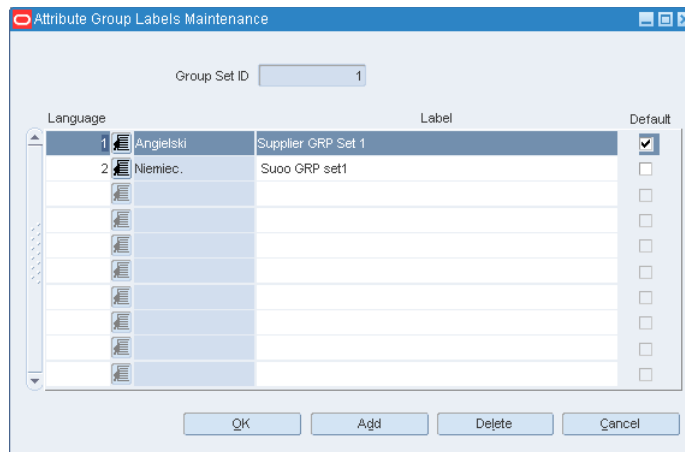 Attribute Group Labels Maintenance
Group Set ID 1
Language Label Default
1 Angielski Supplier GRP Set 1
2 Niemiec. Suoo GRP set1
OK Add Delete Cancel